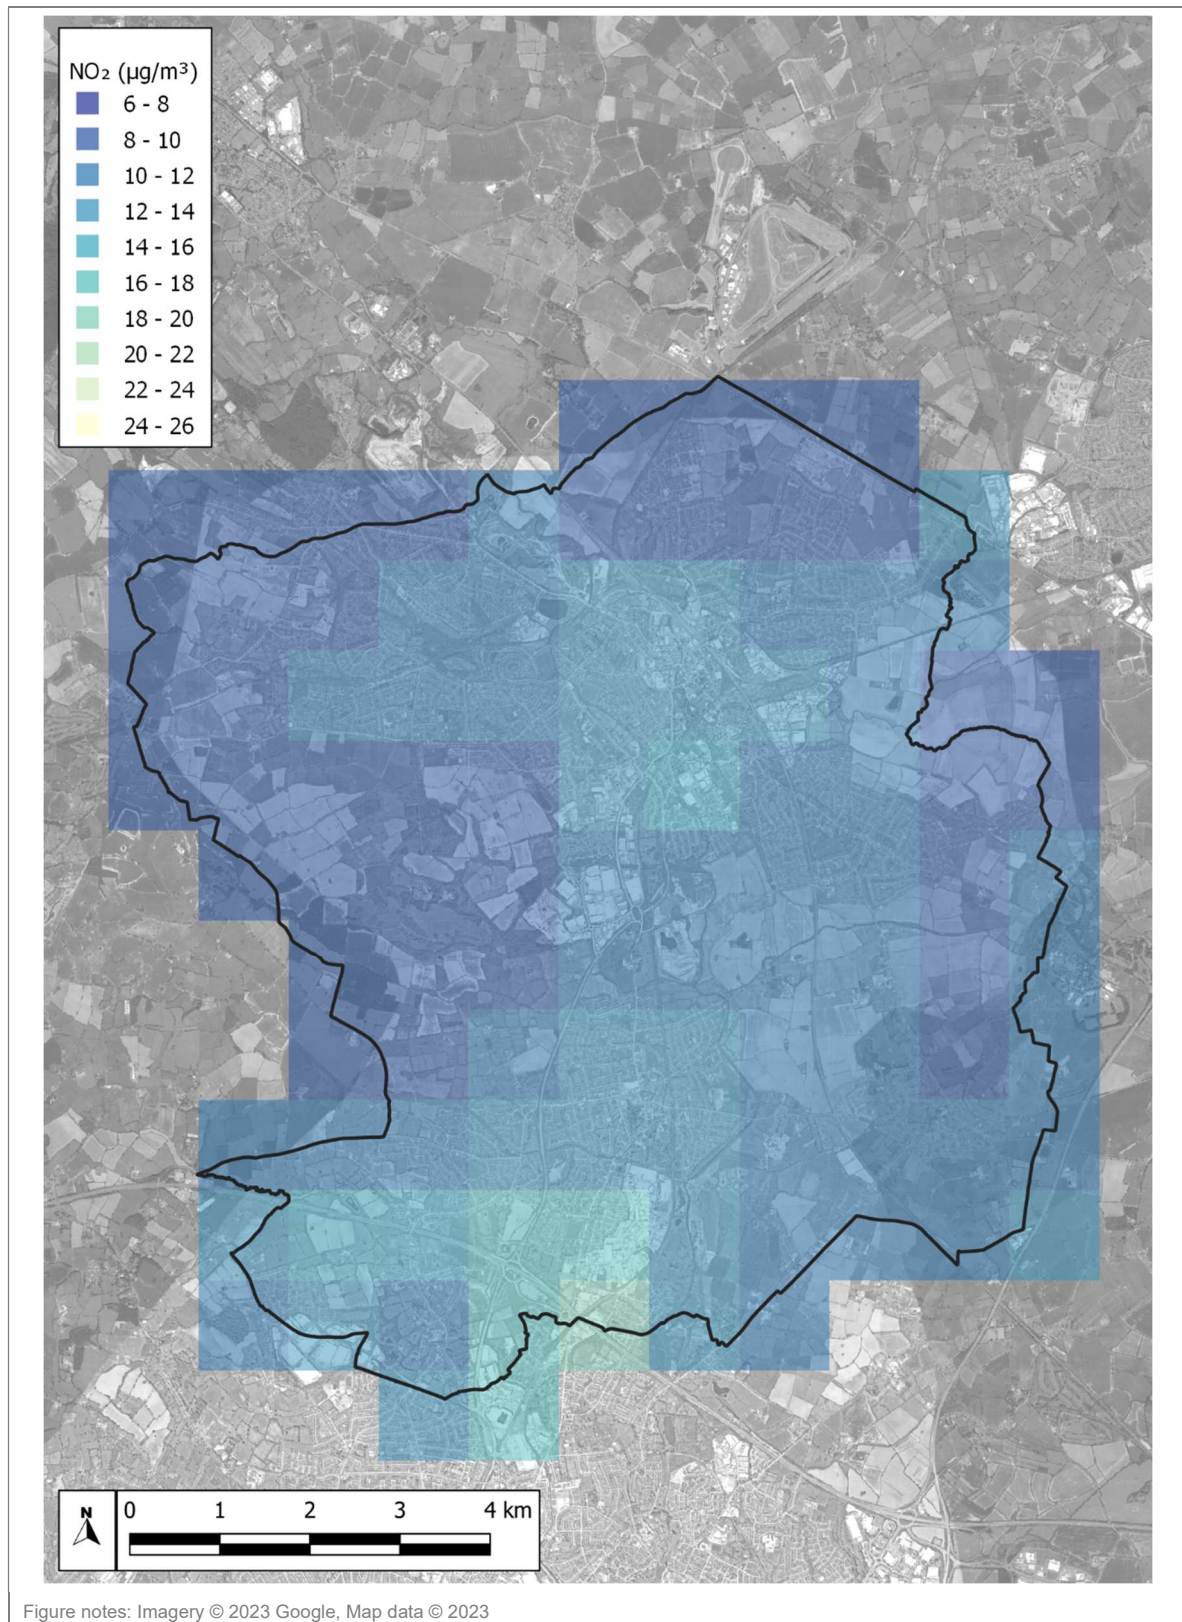 NO₂ (µg/m³)
6 - 8
8 - 10
10 - 12
12 - 14
14 - 16
16 - 18
18 - 20
20 - 22
22 - 24
24 - 26
N
0 1 2 3 4 km
Figure notes: Imagery © 2023 Google, Map data © 2023